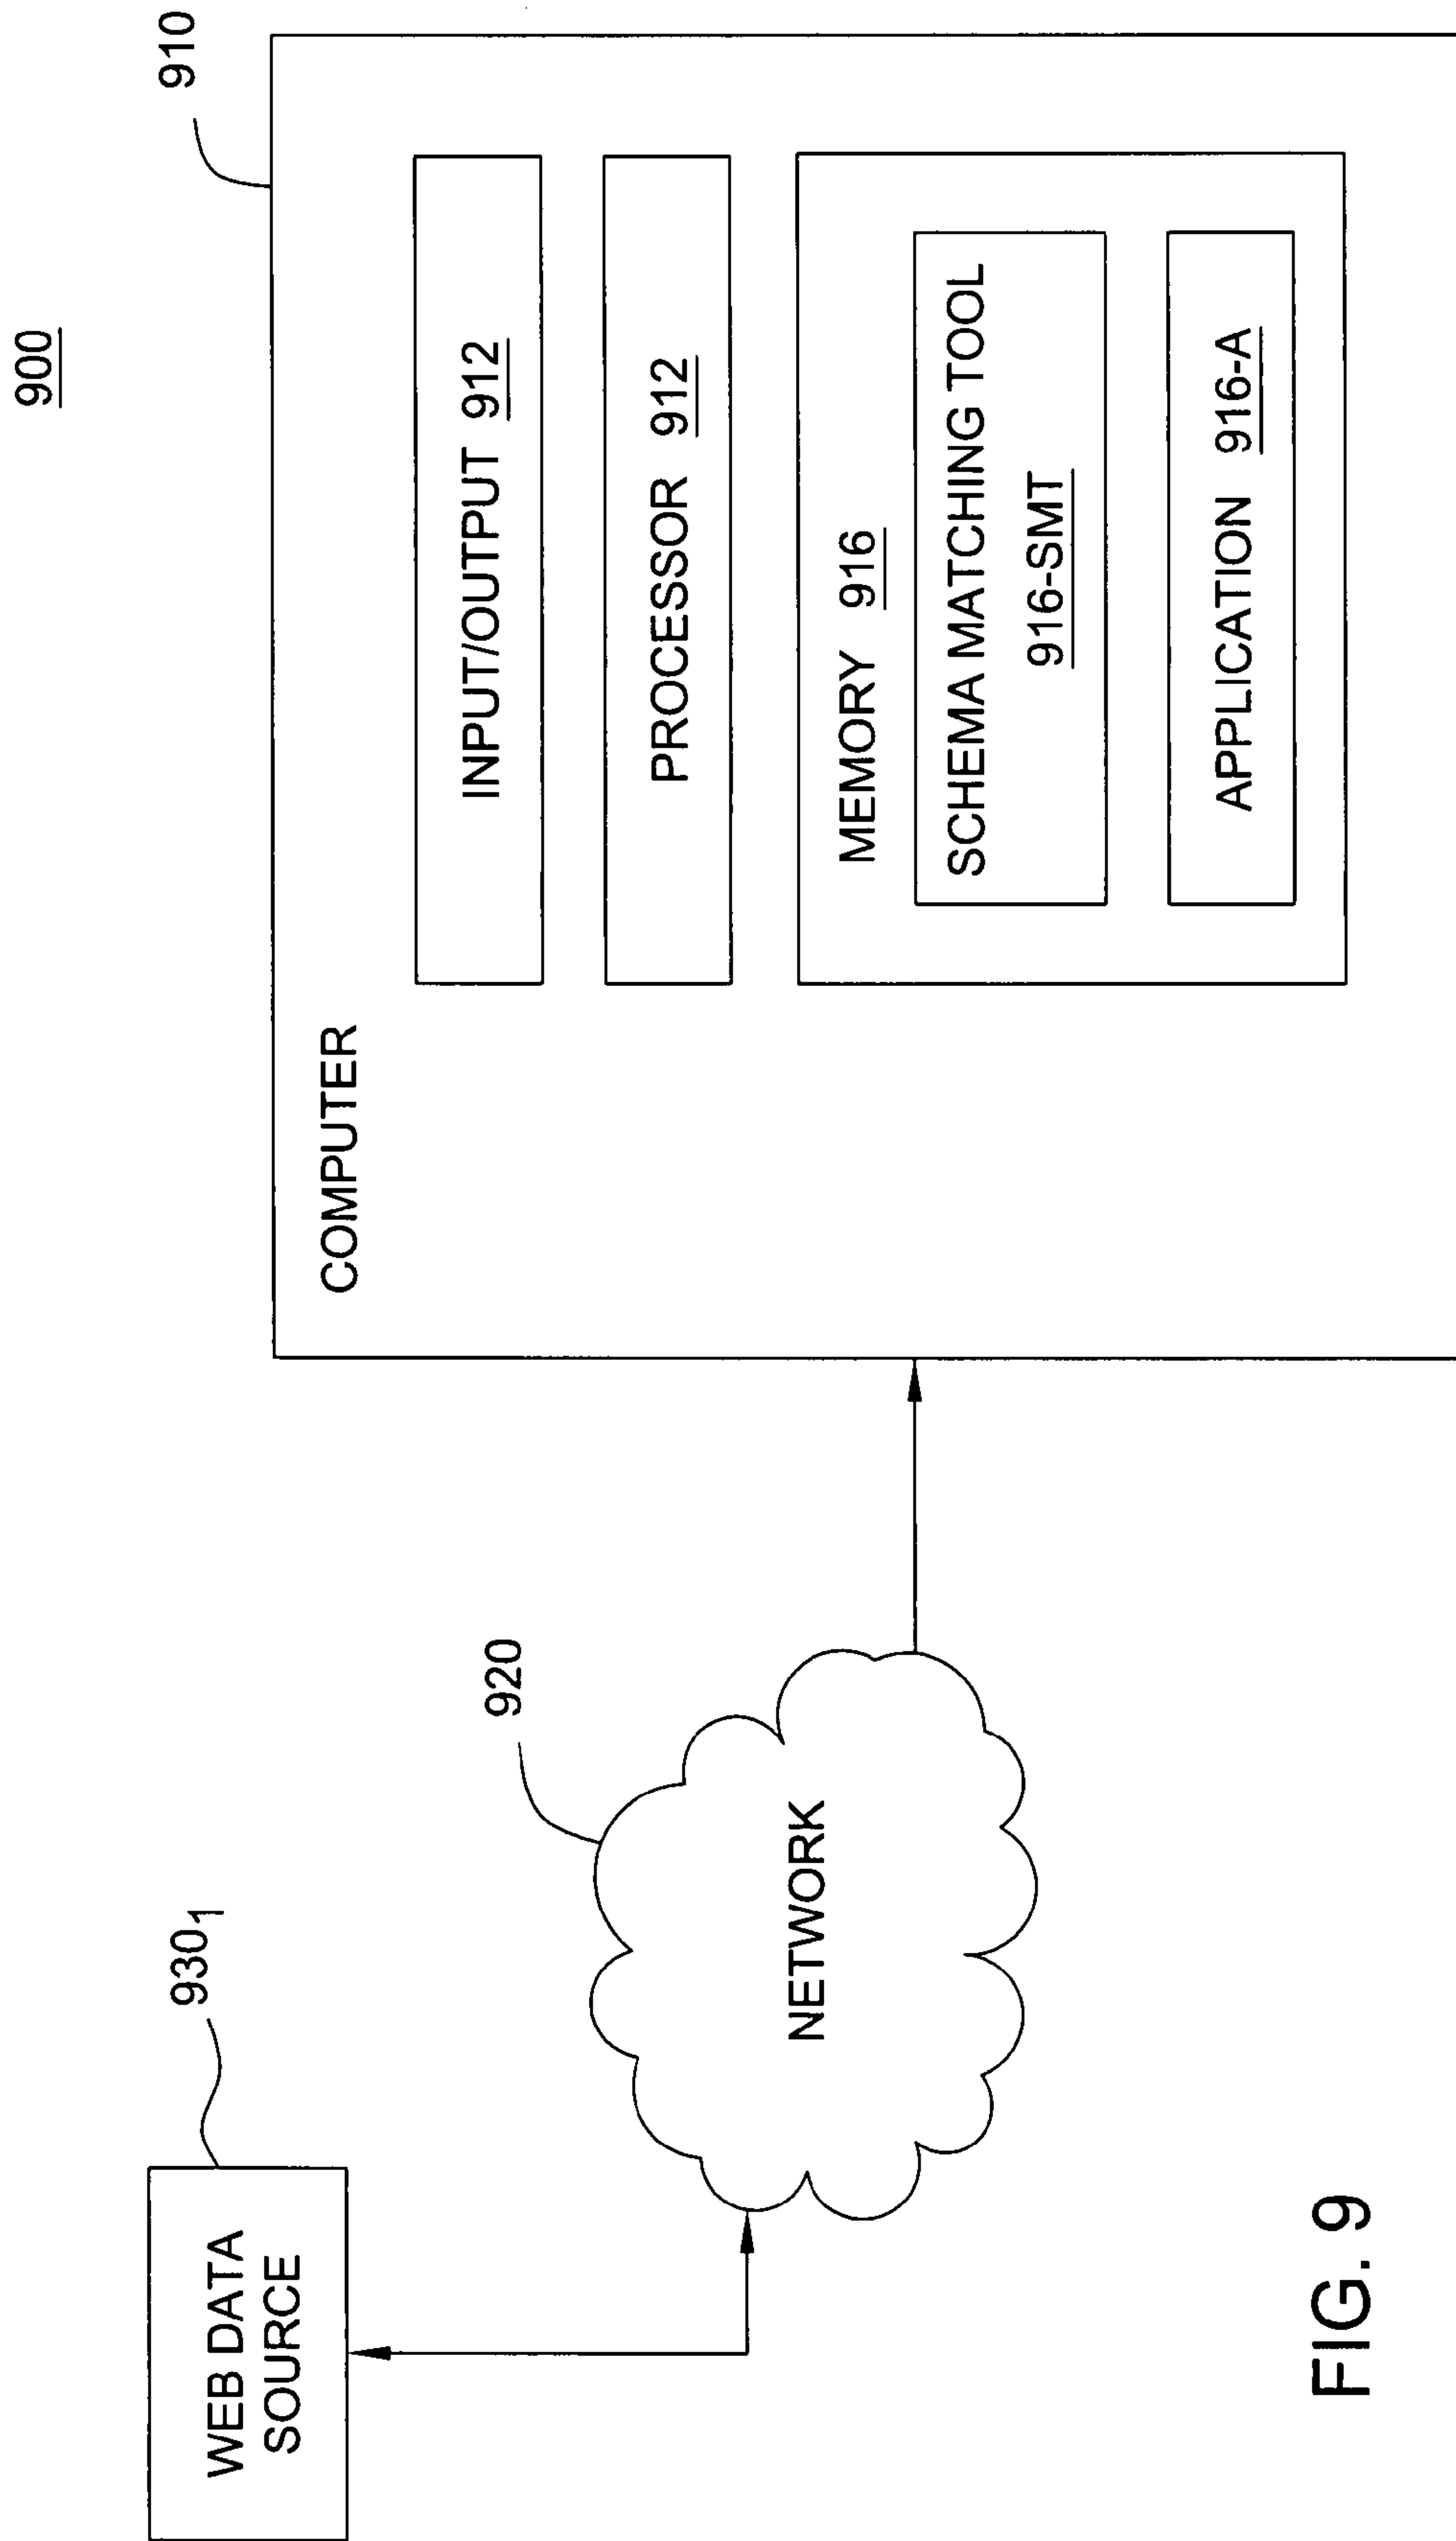 900
910
COMPUTER
INPUT/OUTPUT 912
PROCESSOR 912
MEMORY 916
SCHEMA MATCHING TOOL
916-SMT
APPLICATION 916-A
920
NETWORK
930₁
WEB DATA
SOURCE
FIG. 9